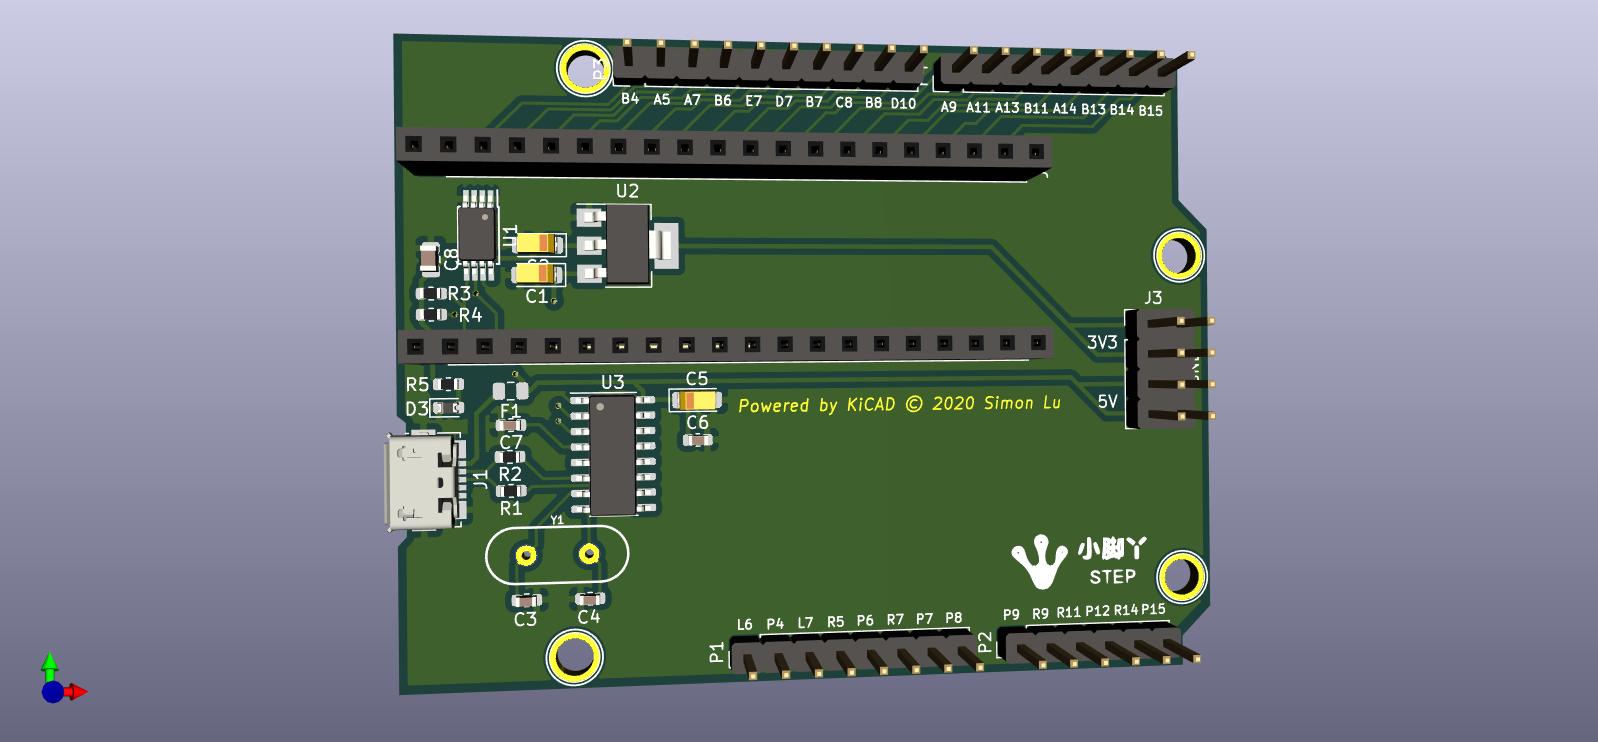 B4 A5 A7 B6 E7 D7 B7 C8 B8 D10 A9 A11 A13 B11 A14 B13 B14 B15
U2
U1
C8
C1
R3
R4
J3
3V3
5V
R5
D3
U3
C5
F1
C6
Powered by KiCAD © 2020 Simon Lu
C7
R2
J1
R1
Y1
小脚丫
STEP
C3
C4
L6 P4 L7 R5 P6 R7 P7 P8 P9 R9 R11 P12 R14 P15
P1
P2